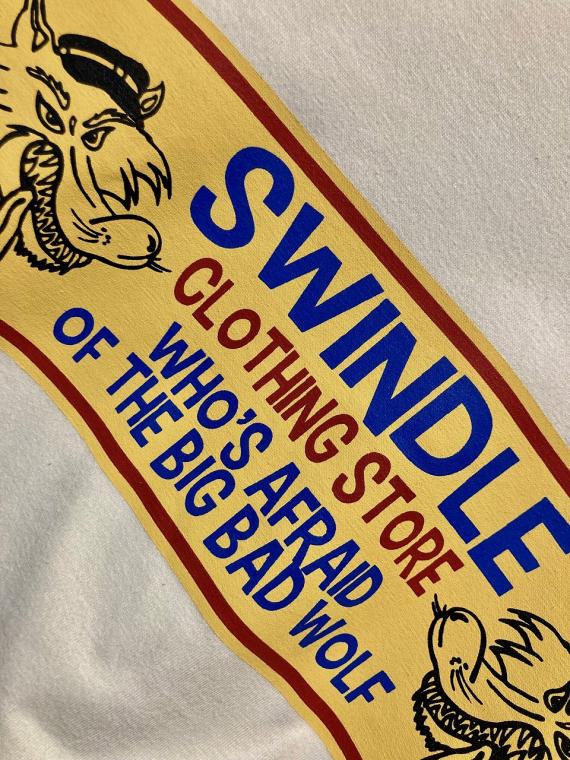 SWINDLE
CLOTHING STORE
WHO'S AFRAID
OF THE BIG BAD WOLF